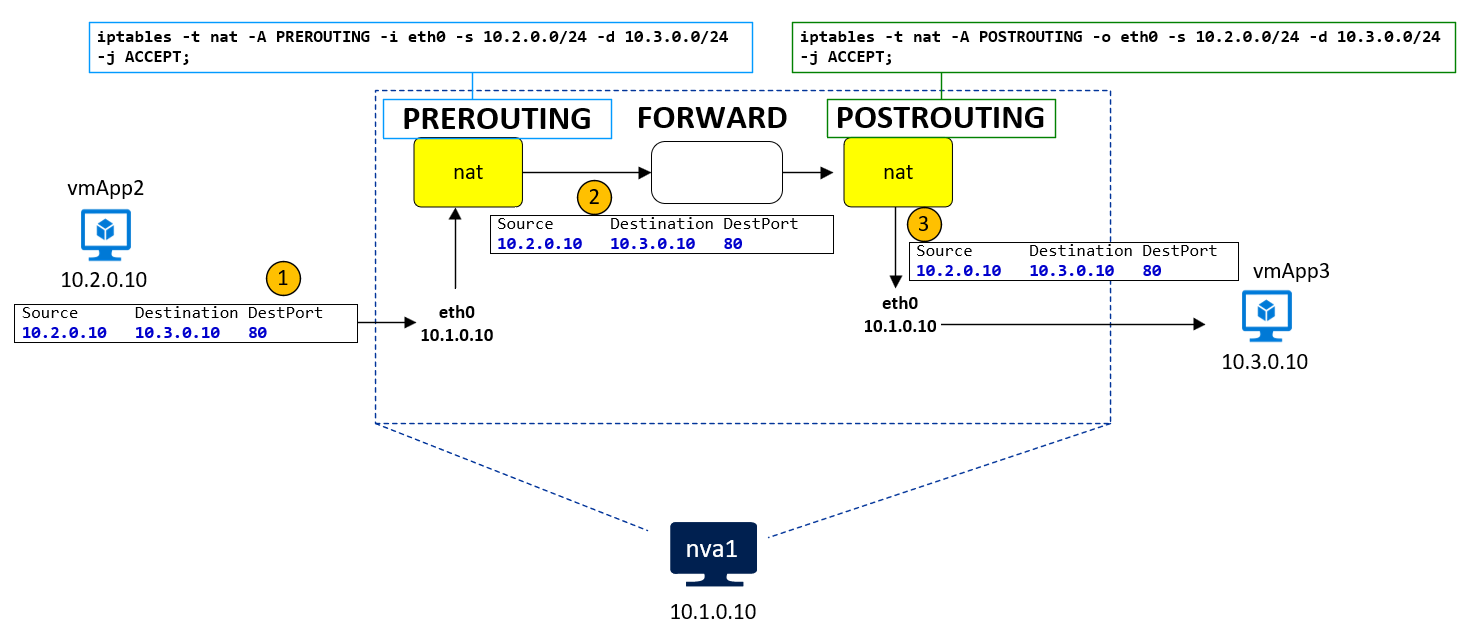 iptables -t nat -A PREROUTING -i eth0 -s 10.2.0.0/24 -d 10.3.0.0/24
-j ACCEPT;
iptables -t nat -A POSTROUTING -o eth0 -s 10.2.0.0/24 -d 10.3.0.0/24
-j ACCEPT;
PREROUTING
FORWARD
POSTROUTING
nat
nat
vmApp2
10.2.0.10
1
Source Destination DestPort
10.2.0.10 10.3.0.10 80
eth0
10.1.0.10
2
Source Destination DestPort
10.2.0.10 10.3.0.10 80
3
Source Destination DestPort
10.2.0.10 10.3.0.10 80
eth0
10.1.0.10
vmApp3
10.3.0.10
nva1
10.1.0.10